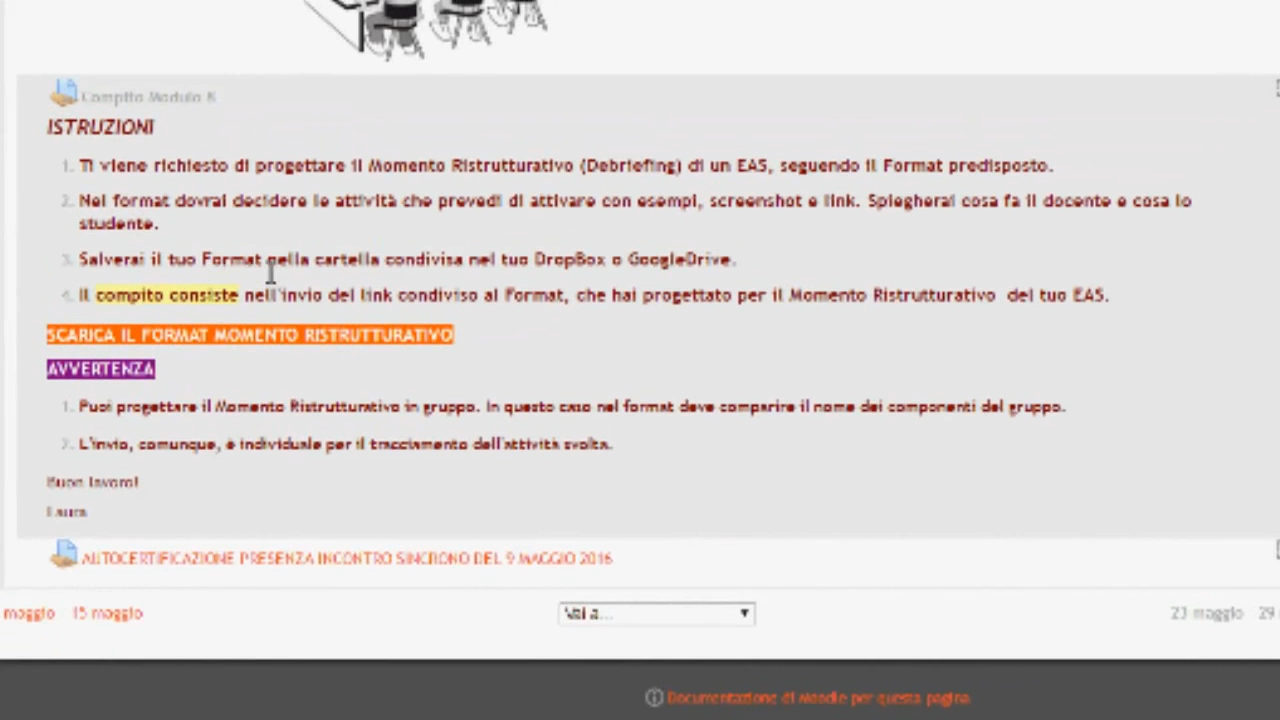 Compito Modulo 8
ISTRUZIONI
1. Ti viene richiesto di progettare il Momento Ristrutturativo (Debriefing) di un EAS, seguendo il Format predisposto.
2. Nel format dovrai decidere le attività che prevedi di attivare con esempi, screenshot e link. Spiegherai cosa fa il docente e cosa lo
studente.
3. Salverai il tuo Format nella cartella condivisa nel tuo DropBox o GoogleDrive.
4. Il compito consiste nell'invio del link condiviso al Format, che hai progettato per il Momento Ristrutturativo del tuo EAS.
SCARICA IL FORMAT MOMENTO RISTRUTTURATIVO
AVVERTENZA
1. Puoi progettare il Momento Ristrutturativo in gruppo. In questo caso nel format deve comparire il nome dei componenti del gruppo.
2. L'invio, comunque, è individuale per il tracciamento dell'attività svolta.
Buon lavoro!
Laura
AUTOCERTIFICAZIONE PRESENZA INCONTRO SINCRONO DEL 9 MAGGIO 2016
maggio 15 maggio Vai a... 23 maggio 29
Documentazione di Moodle per questa pagina